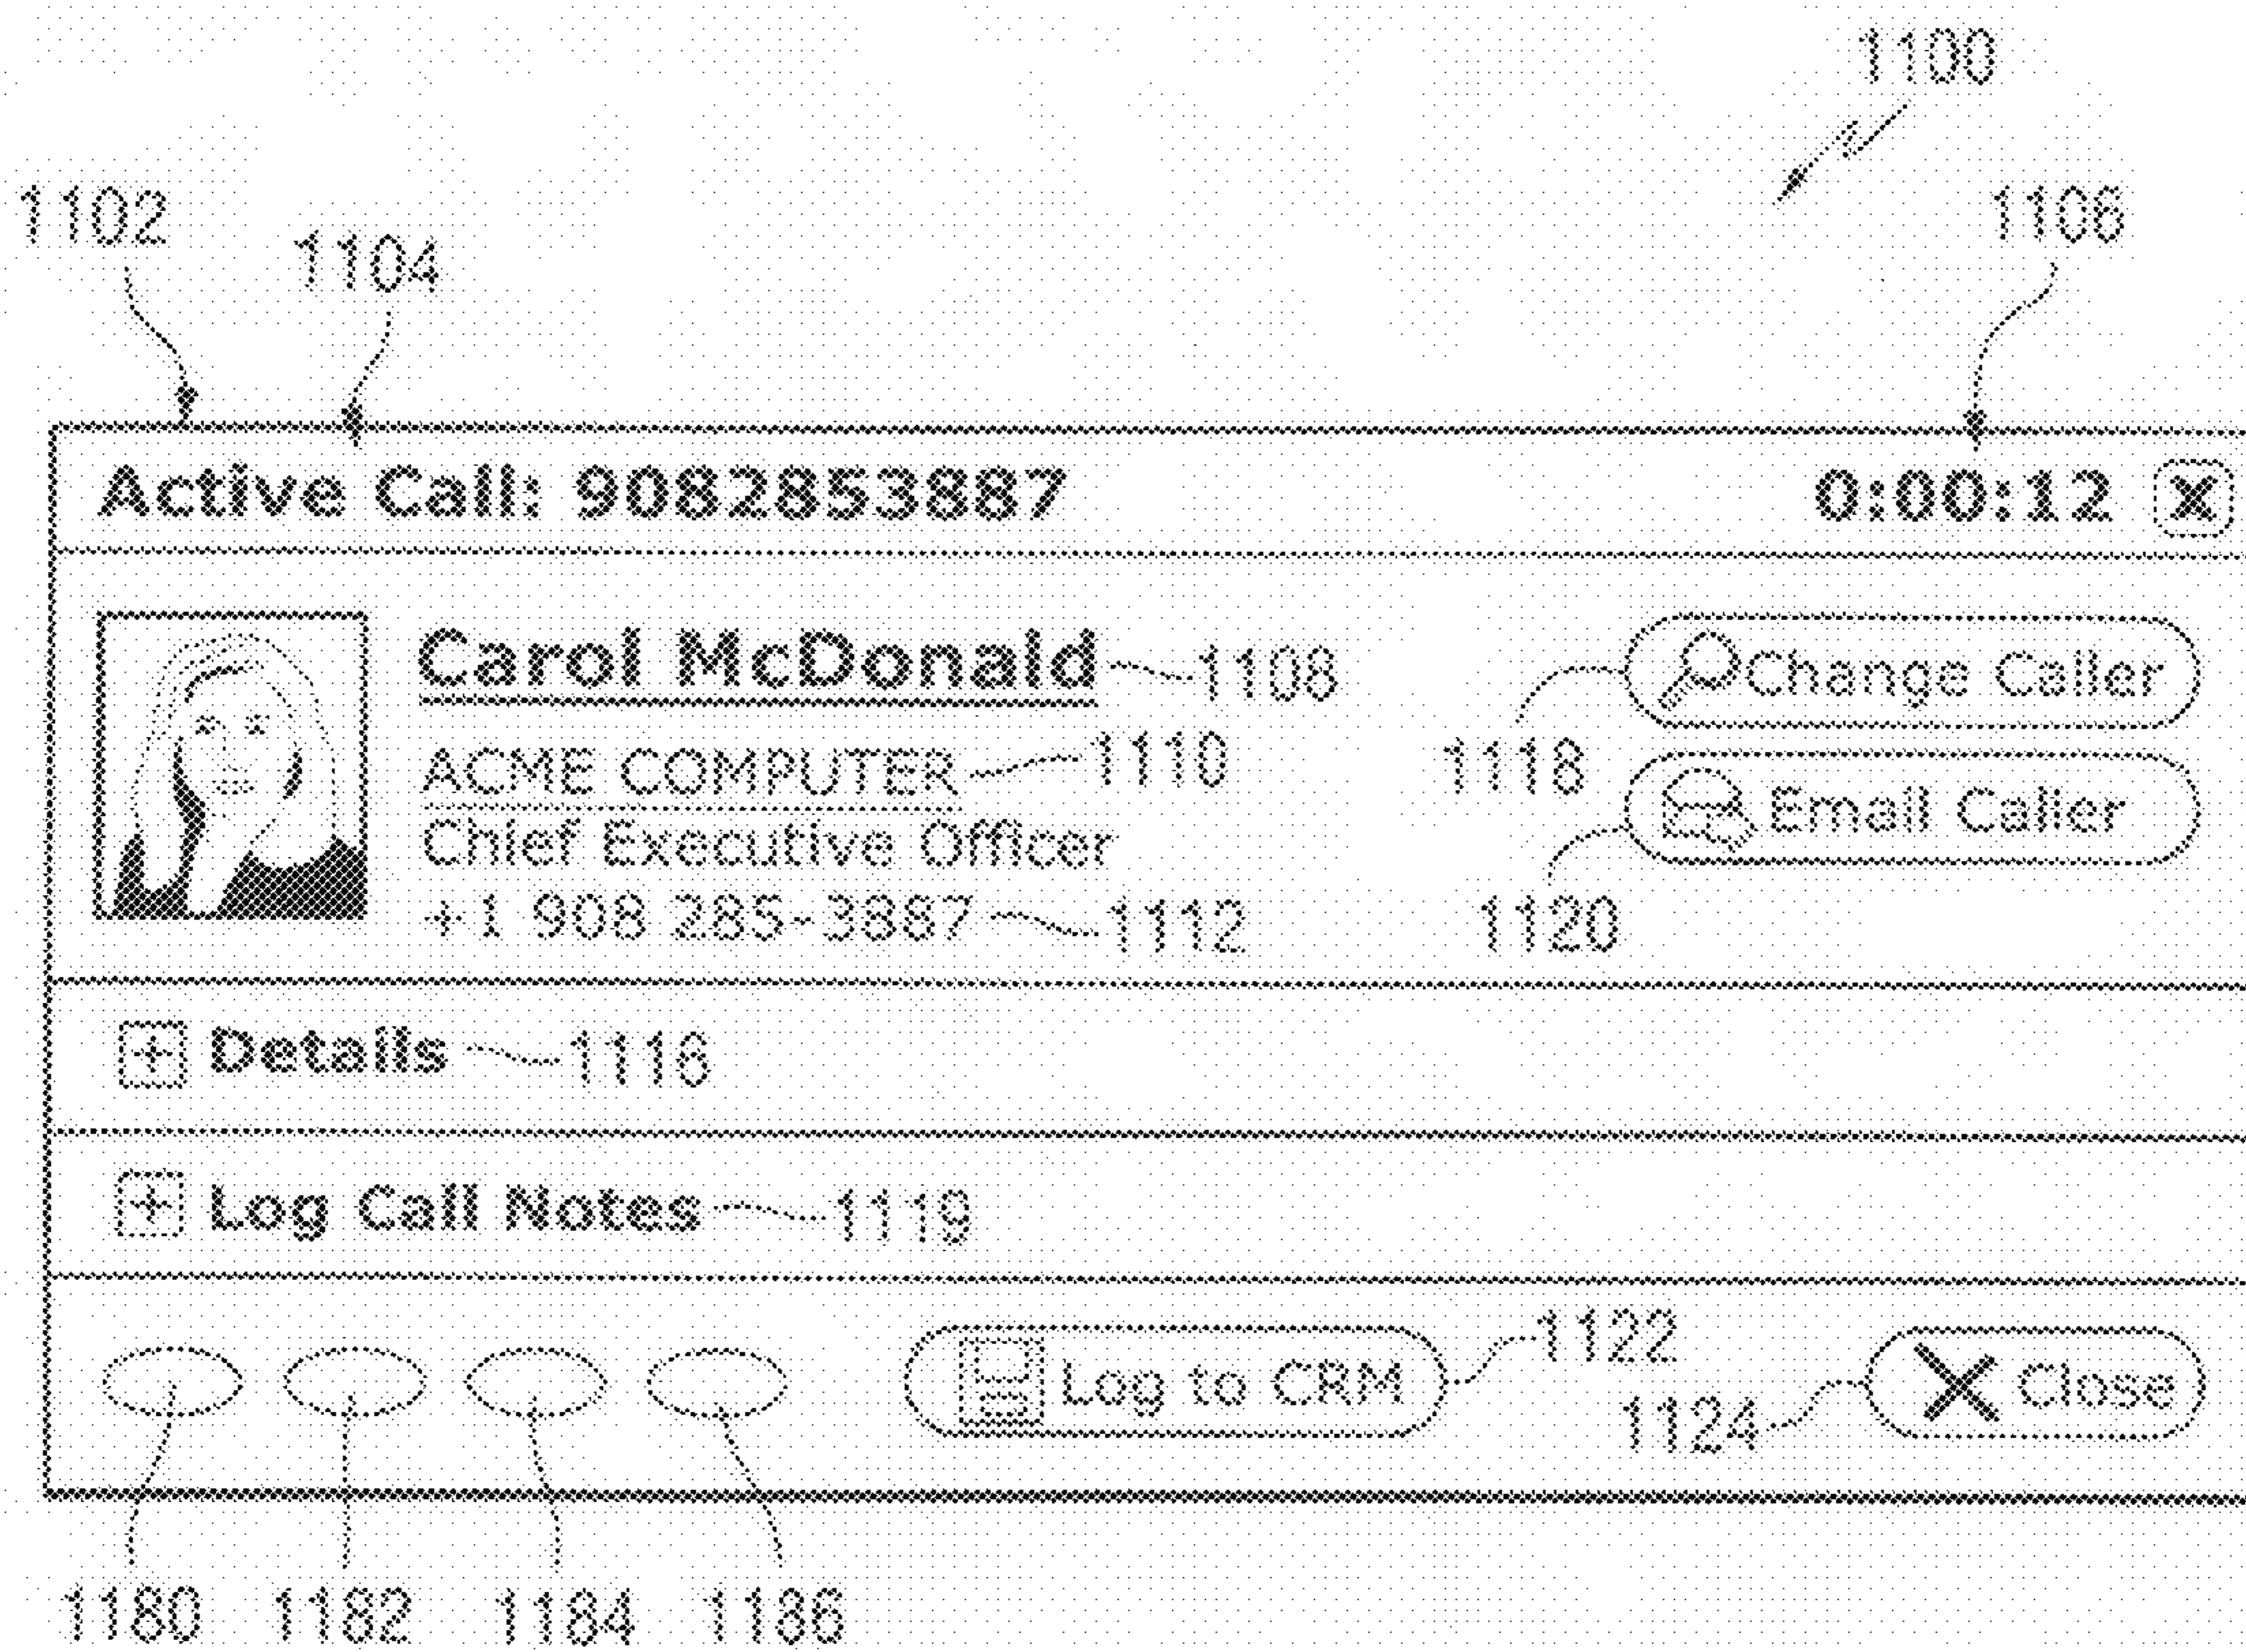 1100
1102
1104
1106
Active Call: 9082853887
0:00:12 X
Carol McDonald
1108
Change Caller
ACME COMPUTER
1110
1118
Email Caller
Chief Executive Officer
+1 908 285-3887
1112
1120
Details
1116
Log Call Notes
1119
1122
Log to CRM
Close
1124
1180
1182
1184
1186